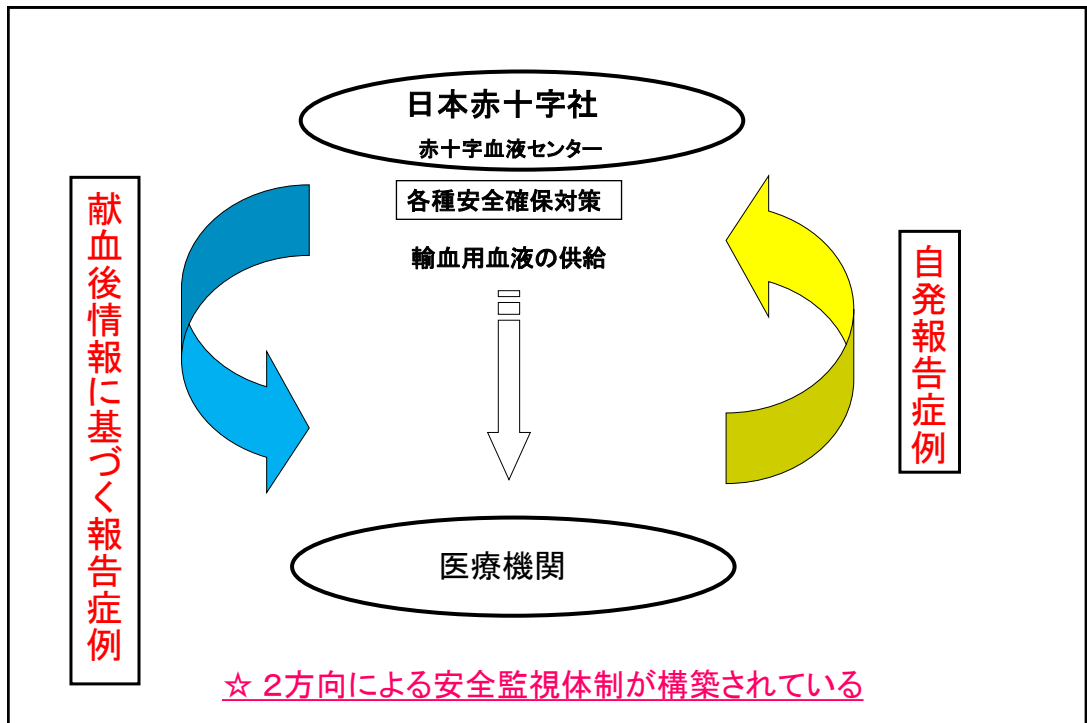 日本赤十字社
赤十字血液センター
各種安全確保対策
輸血用血液の供給
献血後情報に基づく報告症例
自発報告症例
医療機関
☆ 2方向による安全監視体制が構築されている